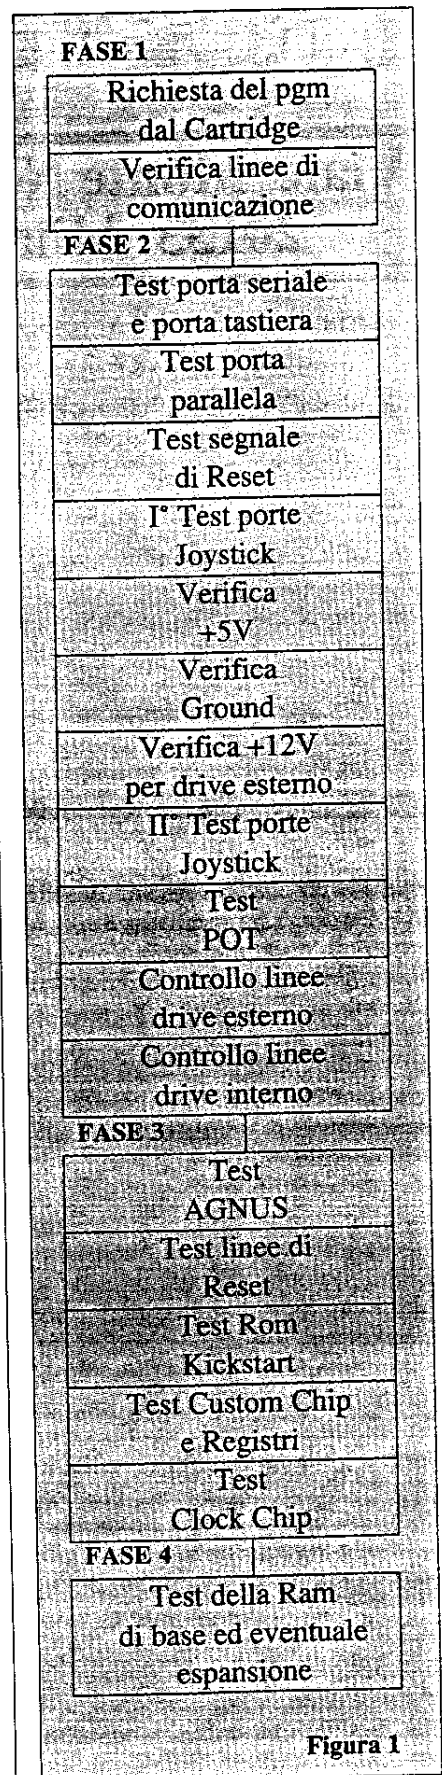 FASE 1
Richiesta del pgm
dal Cartridge
Verifica linee di
comunicazione
FASE 2
Test porta seriale
e porta tastiera
Test porta
parallela
Test segnale
di Reset
I° Test porte
Joystick
Verifica
+5V
Verifica
Ground
Verifica +12V
per drive esterno
II° Test porte
Joystick
Test
POT
Controllo linee
drive esterno
Controllo linee
drive interno
FASE 3
Test
AGNUS
Test linee di
Reset
Test Rom
Kickstart
Test Custom Chip
e Registri
Test
Clock Chip
FASE 4
Test della Ram
di base ed eventuale
espansione
Figura 1